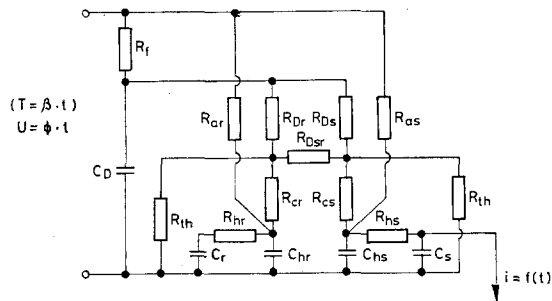 R_f
(T = β · t)
U = ϕ · t
R_ar
R_Dr
R_Ds
R_as
R_Dsr
C_D
R_th
R_cr
R_cs
R_th
R_hr
R_hs
C_r
C_hr
C_hs
C_s
i = f(t)